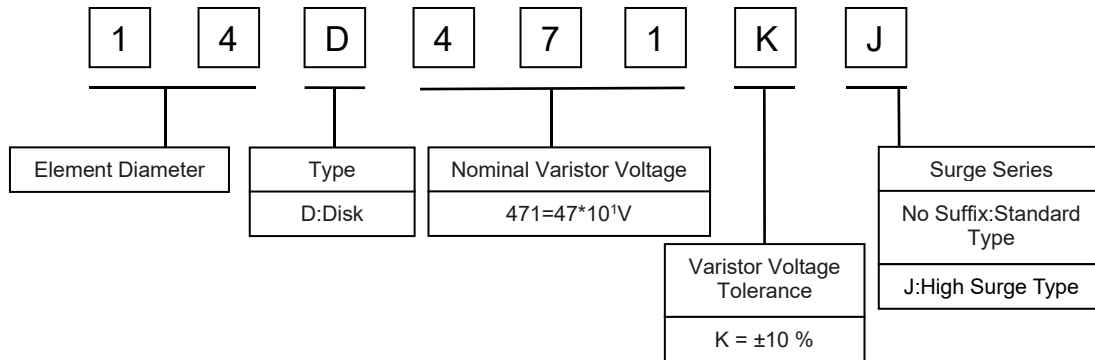 1 4 D 4 7 1 K J
Element Diameter
Type
D:Disk
Nominal Varistor Voltage
471=47*10¹V
Varistor Voltage
Tolerance
K = ±10 %
Surge Series
No Suffix:Standard
Type
J:High Surge Type